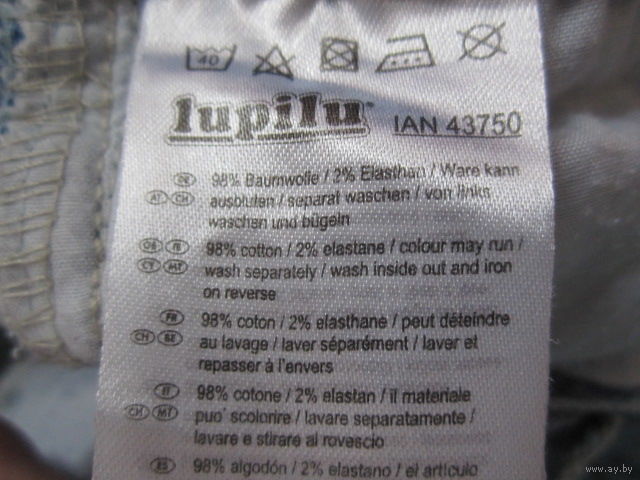 40
lupilu IAN 43750
DE 98% Baumwolle / 2% Elasthan / Ware kann
AT CH ausbluten / separat waschen / von links
waschen und bügeln
GB IE 98% cotton / 2% elastane / colour may run /
CY MT wash separately / wash inside out and iron
on reverse
FR 98% coton / 2% élasthane / peut déteindre
CH BE au lavage / laver séparément / laver et
repasser à l'envers
IT 98% cotone / 2% elastan / il materiale
CH MT puo' scolorire / lavare separatamente /
lavare e stirare al rovescio
ES 98% algodón / 2% elastano / el artículo
www.ay.by